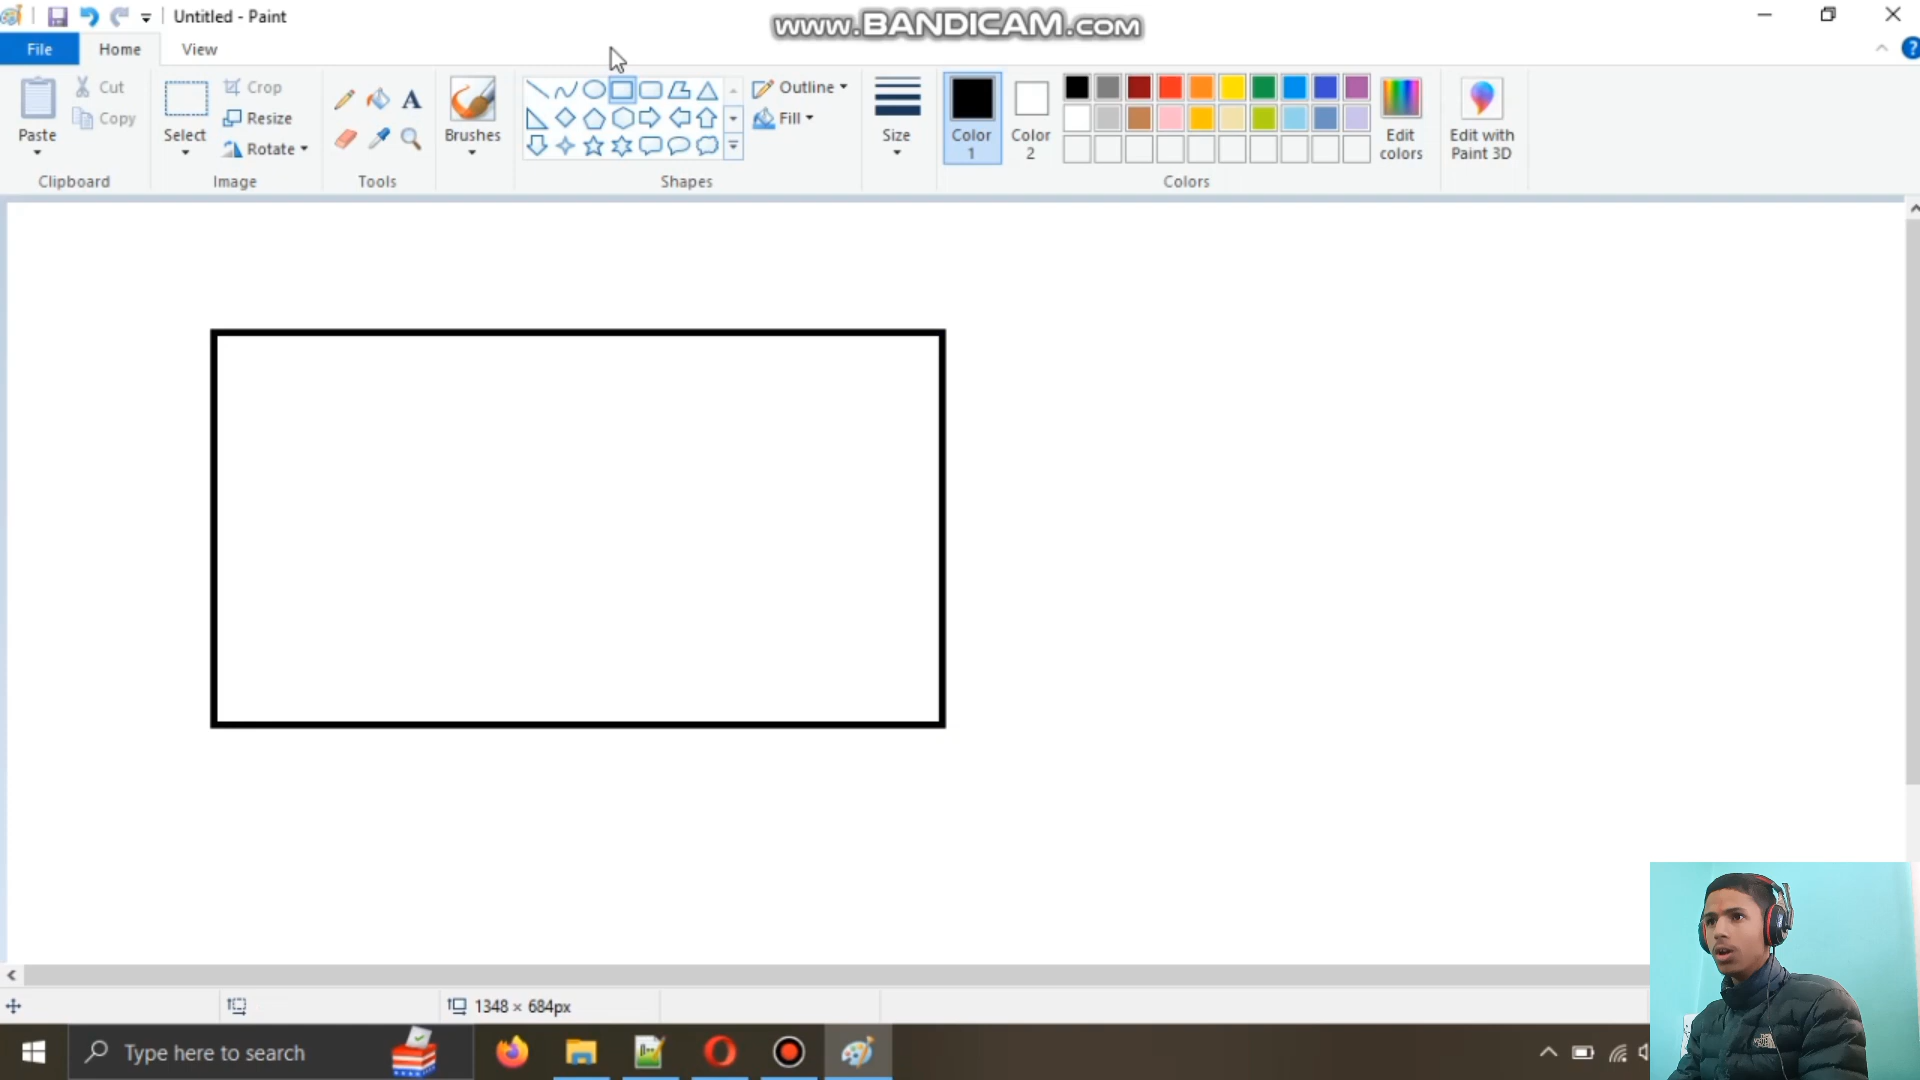 Untitled - Paint
www.BANDICAM.com
File
Home
View
Paste
Cut
Copy
Clipboard
Select
Crop
Resize
Rotate
Image
A
Tools
Brushes
Outline
Fill
Shapes
Size
Color
1
Color
2
Edit
colors
Colors
Edit with
Paint 3D
1348 × 684px
Type here to search